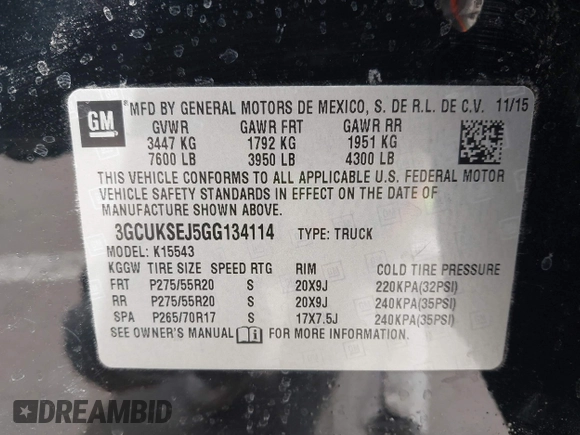 GM
MFD BY GENERAL MOTORS DE MEXICO, S. DE R.L. DE C.V. 11/15
GVWR GAWR FRT GAWR RR
3447 KG 1792 KG 1951 KG
7600 LB 3950 LB 4300 LB
THIS VEHICLE CONFORMS TO ALL APPLICABLE U.S. FEDERAL MOTOR
VEHICLE SAFETY STANDARDS IN EFFECT ON THE DATE OF
MANUFACTURE SHOWN ABOVE.
3GCUKSEJ5GG134114 TYPE: TRUCK
MODEL: K15543
KGGW TIRE SIZE SPEED RTG RIM COLD TIRE PRESSURE
FRT P275/55R20 S 20X9J 220KPA(32PSI)
RR P275/55R20 S 20X9J 240KPA(35PSI)
SPA P265/70R17 S 17X7.5J 240KPA(35PSI)
SEE OWNER'S MANUAL FOR MORE INFORMATION.
DREAMBID